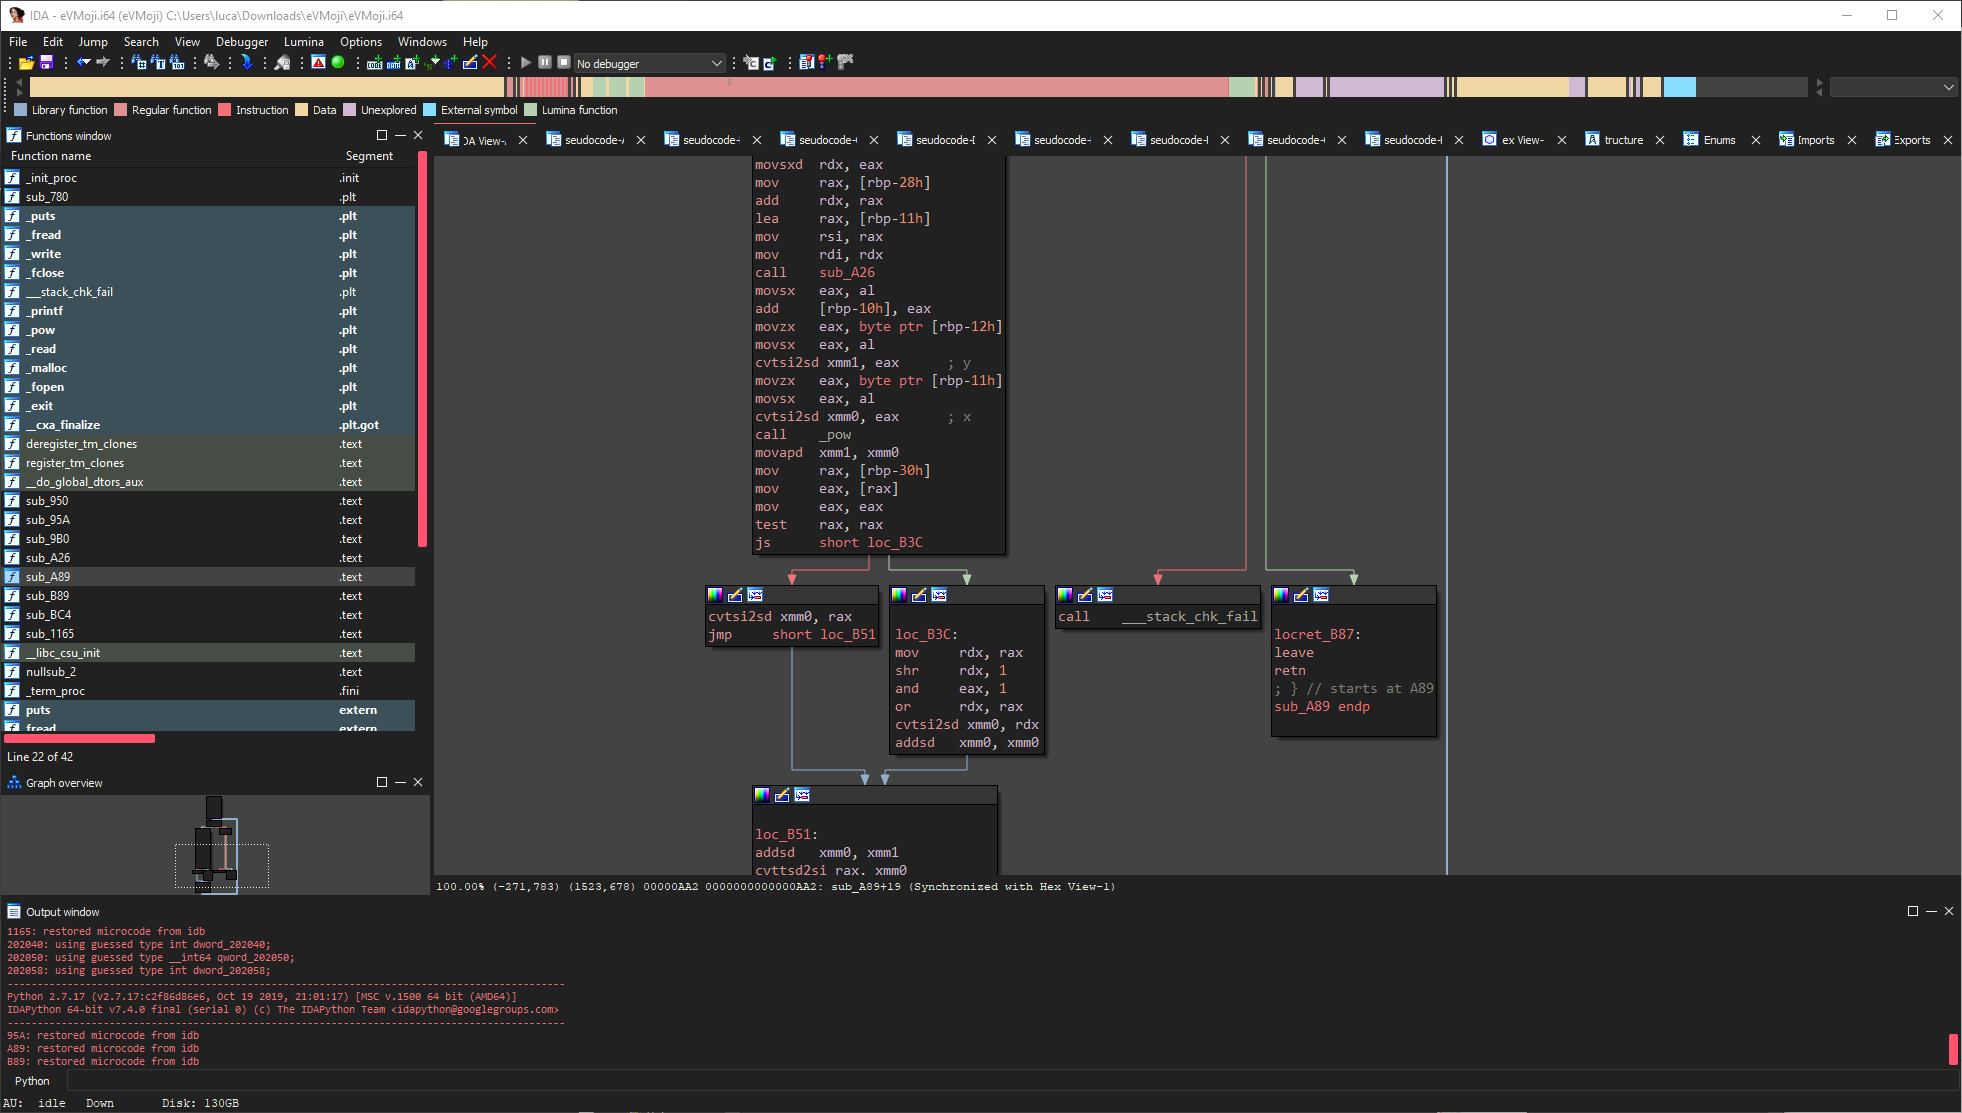 IDA - eVMoji.i64 (eVMoji) C:\Users\luca\Downloads\eVMoji\eVMoji.i64
File Edit Jump Search View Debugger Lumina Options Windows Help
No debugger
Library function Regular function Instruction Data Unexplored External symbol Lumina function
Functions window
Function name Segment
_init_proc .init
sub_780 .plt
_puts .plt
_fread .plt
_write .plt
_fclose .plt
___stack_chk_fail .plt
_printf .plt
_pow .plt
_read .plt
_malloc .plt
_fopen .plt
_exit .plt
__cxa_finalize .plt.got
deregister_tm_clones .text
register_tm_clones .text
__do_global_dtors_aux .text
sub_950 .text
sub_95A .text
sub_9B0 .text
sub_A26 .text
sub_A89 .text
sub_B89 .text
sub_BC4 .text
sub_1165 .text
__libc_csu_init .text
nullsub_2 .text
_term_proc .fini
puts extern
fread extern
Line 22 of 42
Graph overview
DA View- seudocode- seudocode- seudocode- seudocode- seudocode- seudocode- seudocode- seudocode- ex View- tructure Enums Imports Exports
movsxd rdx, eax
mov rax, [rbp-28h]
add rdx, rax
lea rax, [rbp-11h]
mov rsi, rax
mov rdi, rdx
call sub_A26
movsx eax, al
add [rbp-10h], eax
movzx eax, byte ptr [rbp-12h]
movsx eax, al
cvtsi2sd xmm1, eax ; y
movzx eax, byte ptr [rbp-11h]
movsx eax, al
cvtsi2sd xmm0, eax ; x
call _pow
movapd xmm1, xmm0
mov rax, [rbp-30h]
mov eax, [rax]
mov eax, eax
test rax, rax
js short loc_B3C
cvtsi2sd xmm0, rax
jmp short loc_B51
loc_B3C:
mov rdx, rax
shr rdx, 1
and eax, 1
or rdx, rax
cvtsi2sd xmm0, rdx
addsd xmm0, xmm0
call ___stack_chk_fail
locret_B87:
leave
retn
; } // starts at A89
sub_A89 endp
loc_B51:
addsd xmm0, xmm1
cvttsd2si rax, xmm0
100.00% (-271,783) (1523,678) 00000AA2 0000000000000AA2: sub_A89+19 (Synchronized with Hex View-1)
Output window
1165: restored microcode from idb
202040: using guessed type int dword_202040;
202050: using guessed type __int64 qword_202050;
202058: using guessed type int dword_202058;
Python 2.7.17 (v2.7.17:c2f86d86e6, Oct 19 2019, 21:01:17) [MSC v.1500 64 bit (AMD64)]
IDAPython 64-bit v7.4.0 final (serial 0) (c) The IDAPython Team <idapython@googlegroups.com>
95A: restored microcode from idb
A89: restored microcode from idb
B89: restored microcode from idb
Python
AU: idle Down Disk: 130GB